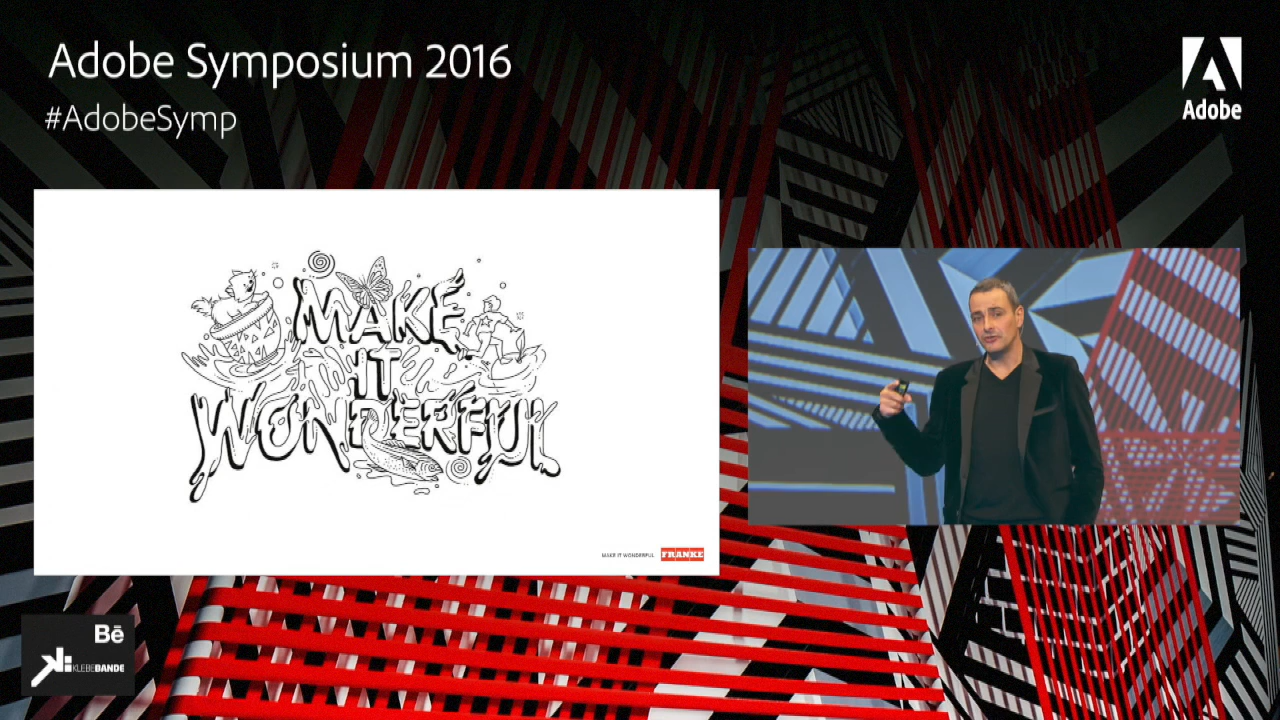 Adobe Symposium 2016
#AdobeSymp
Adobe
MAKE
IT
WONDERFUL
MAKE IT WONDERFUL
FRANKE
Bē
KLEBEBANDE